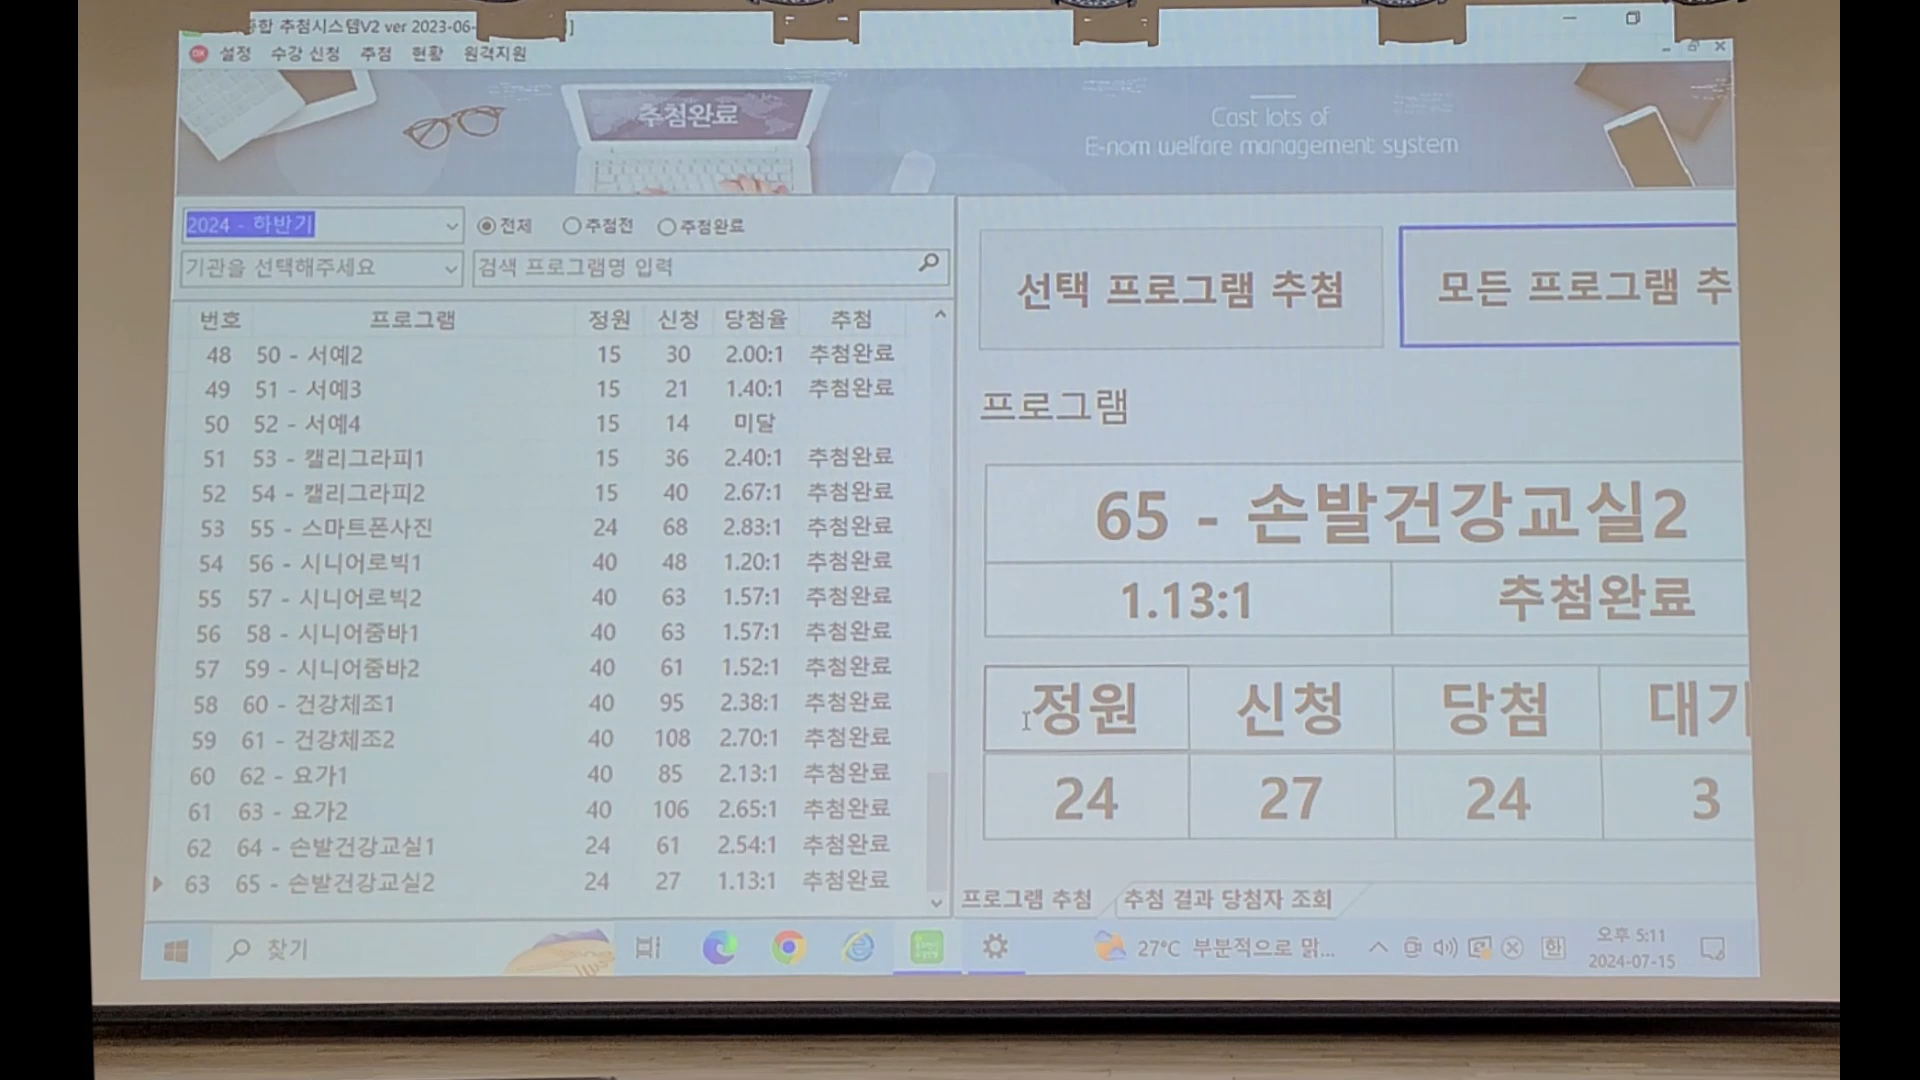 종합 추첨시스템V2 ver 2023-06-
설정 수강 신청 추첨 현황 원격지원
추첨완료
Cast lots of
E-nom welfare management system
2024 - 하반기 전체 추첨전 추첨완료
기관을 선택해주세요 검색 프로그램명 입력
선택 프로그램 추첨 모든 프로그램 추
번호 프로그램 정원 신청 당첨율 추첨
48 50 - 서예2 15 30 2.00:1 추첨완료
49 51 - 서예3 15 21 1.40:1 추첨완료
50 52 - 서예4 15 14 미달
51 53 - 캘리그라피1 15 36 2.40:1 추첨완료
52 54 - 캘리그라피2 15 40 2.67:1 추첨완료
53 55 - 스마트폰사진 24 68 2.83:1 추첨완료
54 56 - 시니어로빅1 40 48 1.20:1 추첨완료
55 57 - 시니어로빅2 40 63 1.57:1 추첨완료
56 58 - 시니어줌바1 40 63 1.57:1 추첨완료
57 59 - 시니어줌바2 40 61 1.52:1 추첨완료
58 60 - 건강체조1 40 95 2.38:1 추첨완료
59 61 - 건강체조2 40 108 2.70:1 추첨완료
60 62 - 요가1 40 85 2.13:1 추첨완료
61 63 - 요가2 40 106 2.65:1 추첨완료
62 64 - 손발건강교실1 24 61 2.54:1 추첨완료
63 65 - 손발건강교실2 24 27 1.13:1 추첨완료
프로그램
65 - 손발건강교실2
1.13:1 추첨완료
정원 신청 당첨 대기
24 27 24 3
프로그램 추첨 추첨 결과 당첨자 조회
찾기 27°C 부분적으로 맑... 한 오후 5:11
2024-07-15